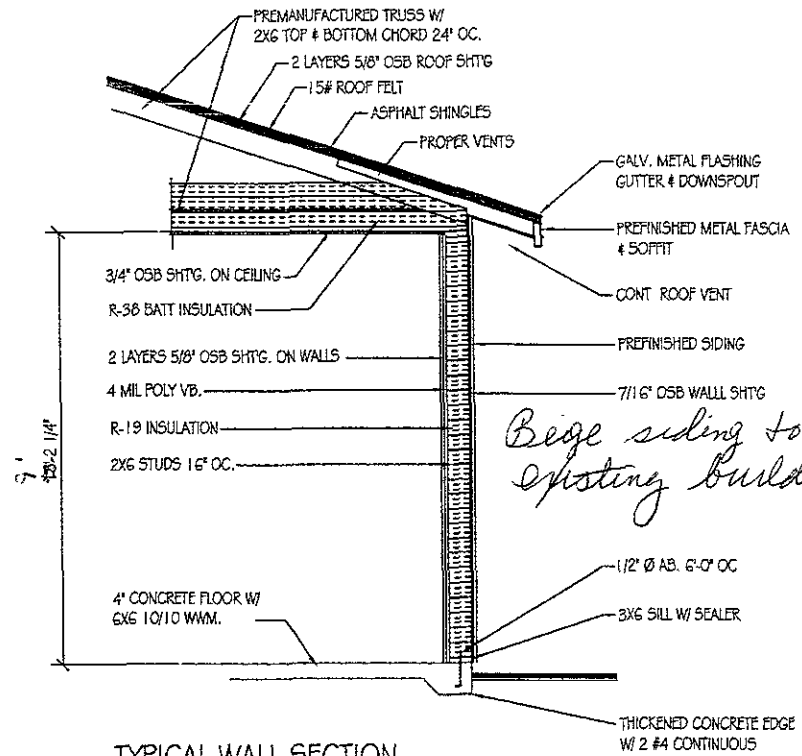 PREMANUFACTURED TRUSS W/
2X6 TOP & BOTTOM CHORD 24" OC.
2 LAYERS 5/8" OSB ROOF SHT'G
15# ROOF FELT
ASPHALT SHINGLES
PROPER VENTS
GALV. METAL FLASHING
GUTTER & DOWNSPOUT
PREFINISHED METAL FASCIA
& SOFFIT
CONT ROOF VENT
3/4" OSB SHT'G. ON CEILING
R-38 BATT INSULATION
2 LAYERS 5/8" OSB SHT'G. ON WALLS
PREFINISHED SIDING
4 MIL POLY VB.
7/16" OSB WALLL SHT'G
R-19 INSULATION
2X6 STUDS 16" OC.
Beige siding to
existing build
9'
-2 1/4"
1/2" Ø AB. 6'-0" OC
3X6 SILL W/ SEALER
4" CONCRETE FLOOR W/
6X6 10/10 WWM.
THICKENED CONCRETE EDGE
W/ 2 #4 CONTINUOUS
TYPICAL WALL SECTION